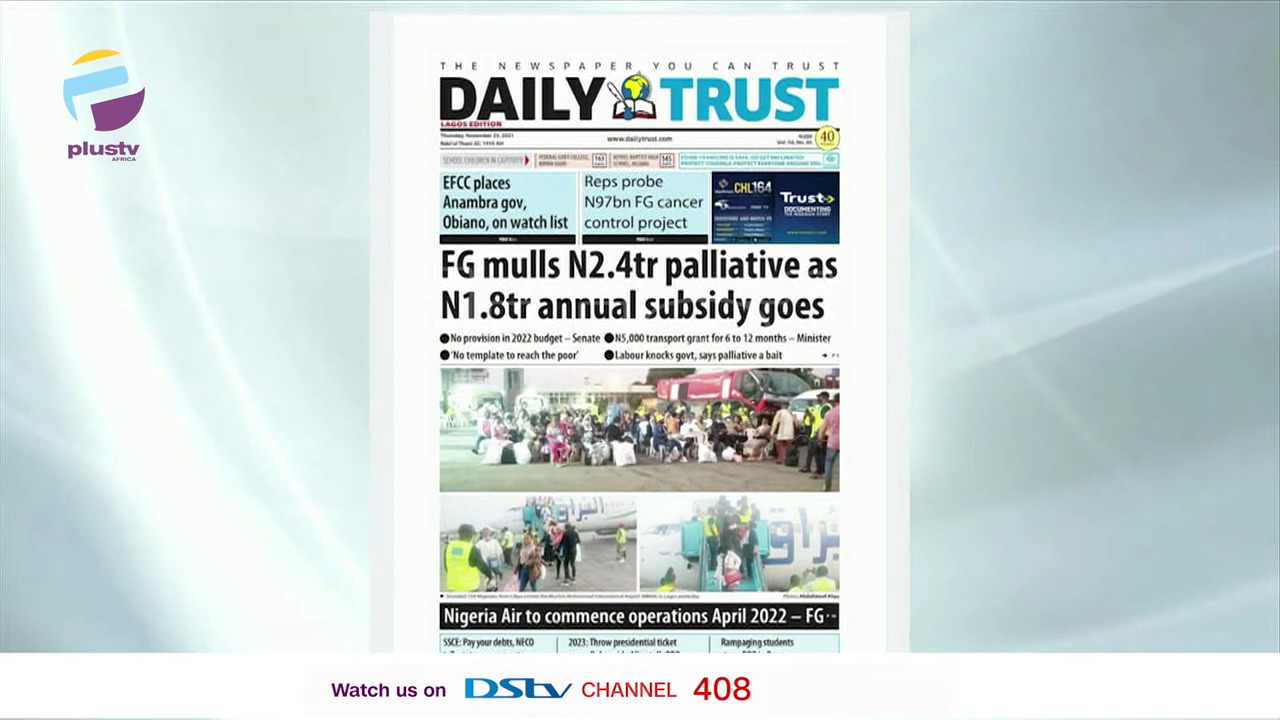 plustv
AFRICA
THE NEWSPAPER YOU CAN TRUST
DAILY TRUST
LAGOS EDITION
Thursday, November 25, 2021
www.dailytrust.com
40
SCHOOL CHILDREN IN CAPTIVITY
EFCC places
Anambra gov,
Obiano, on watch list
Reps probe
N97bn FG cancer
control project
CHL164
Trust
DOCUMENTING
FG mulls N2.4tr palliative as
N1.8tr annual subsidy goes
No provision in 2022 budget – Senate
N5,000 transport grant for 6 to 12 months – Minister
'No template to reach the poor'
Labour knocks govt, says palliative a bait
Nigeria Air to commence operations April 2022 – FG
SSCE: Pay your debts, NECO
2023: Throw presidential ticket
Rampaging students
Watch us on DStv CHANNEL 408